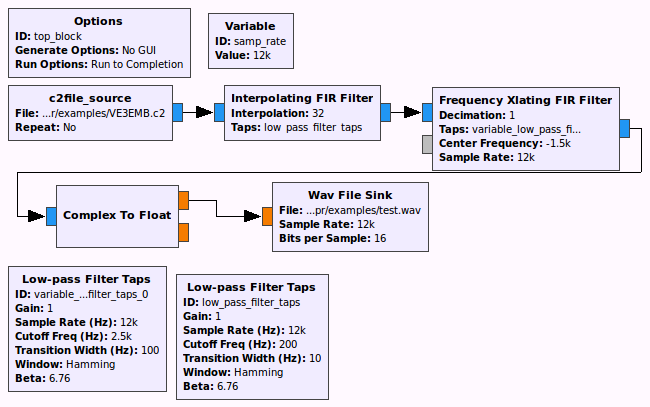 Options
ID: top_block
Generate Options: No GUI
Run Options: Run to Completion
Variable
ID: samp_rate
Value: 12k
c2file_source
File: ...r/examples/VE3EMB.c2
Repeat: No
Interpolating FIR Filter
Interpolation: 32
Taps: low_pass_filter_taps
Frequency Xlating FIR Filter
Decimation: 1
Taps: variable_low_pass_fi...
Center Frequency: -1.5k
Sample Rate: 12k
Complex To Float
Wav File Sink
File: ...pr/examples/test.wav
Sample Rate: 12k
Bits per Sample: 16
Low-pass Filter Taps
ID: variable_...filter_taps_0
Gain: 1
Sample Rate (Hz): 12k
Cutoff Freq (Hz): 2.5k
Transition Width (Hz): 100
Window: Hamming
Beta: 6.76
Low-pass Filter Taps
ID: low_pass_filter_taps
Gain: 1
Sample Rate (Hz): 12k
Cutoff Freq (Hz): 200
Transition Width (Hz): 10
Window: Hamming
Beta: 6.76